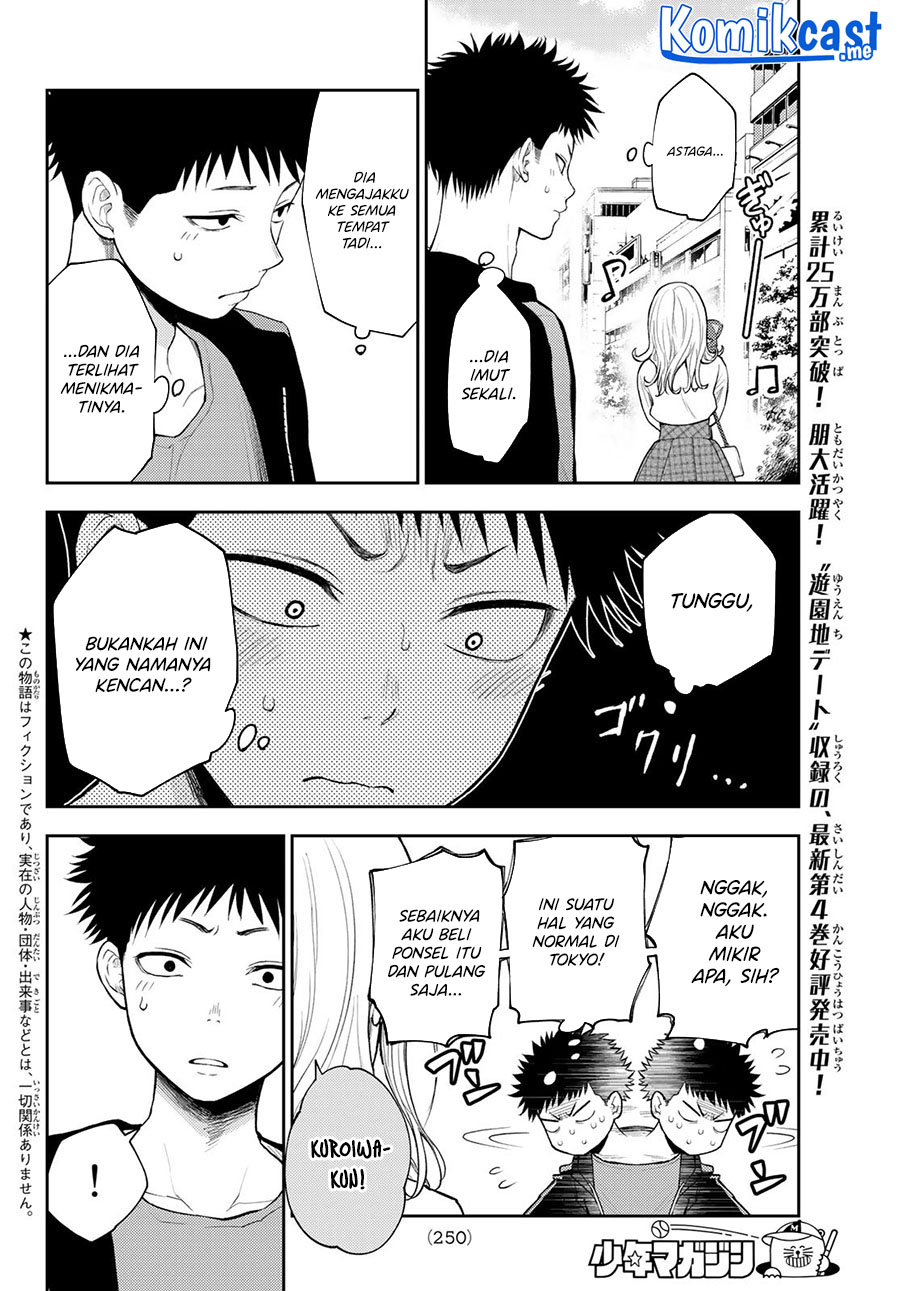 Komikcast
.me
ASTAGA...
...DIA
IMUT
SEKALI.
ぎゅー
DIA
MENGAJAKKU
KE SEMUA
TEMPAT
TADI...
...DAN DIA
TERLIHAT
MENIKMA-
TINYA.
TUNGGU,
BUKANKAH INI
YANG NAMANYA
KENCAN...?
ゴクリ
NGGAK,
NGGAK.
AKU
MIKIR
APA, SIH?
INI SUATU
HAL YANG
NORMAL DI
TOKYO!
SEBAIKNYA
AKU BELI
PONSEL ITU
DAN PULANG
SAJA...
ブン
ブン
KUROIWA-
KUN!
!
累計25万部突破! 朋大活躍! “遊園地デート”収録の、最新第4巻好評発売中!
★この物語はフィクションであり、実在の人物・団体・出来事などとは、一切関係ありません。
(250)
少年マガジン
M